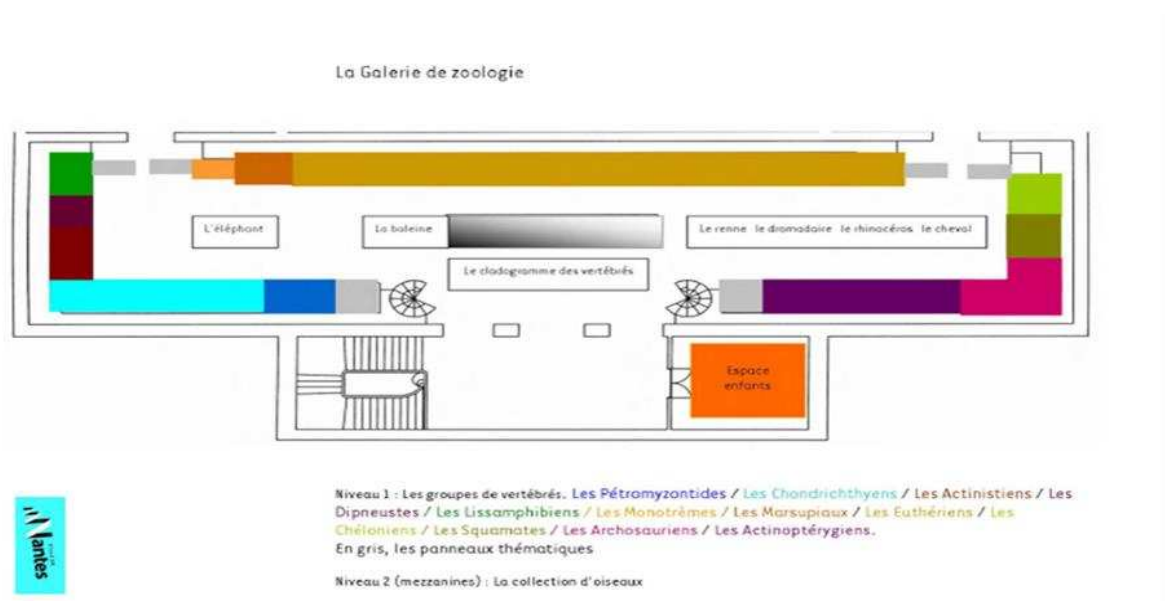 La Galerie de zoologie
L'éléphant
La baleine
Le renne le dromadaire le rhinocéros le cheval
Le cladogramme des vertébrés
Espace
enfants
Niveau 1 : Les groupes de vertébrés. Les Pétromyzontides / Les Chondrichthyens / Les Actinistiens / Les
Dipneustes / Les Lissamphibiens / Les Monotrèmes / Les Marsupiaux / Les Euthériens / Les
Chéloniens / Les Squamates / Les Archosauriens / Les Actinoptérygiens.
En gris, les panneaux thématiques
Niveau 2 (mezzanines) : La collection d'oiseaux
Nantes